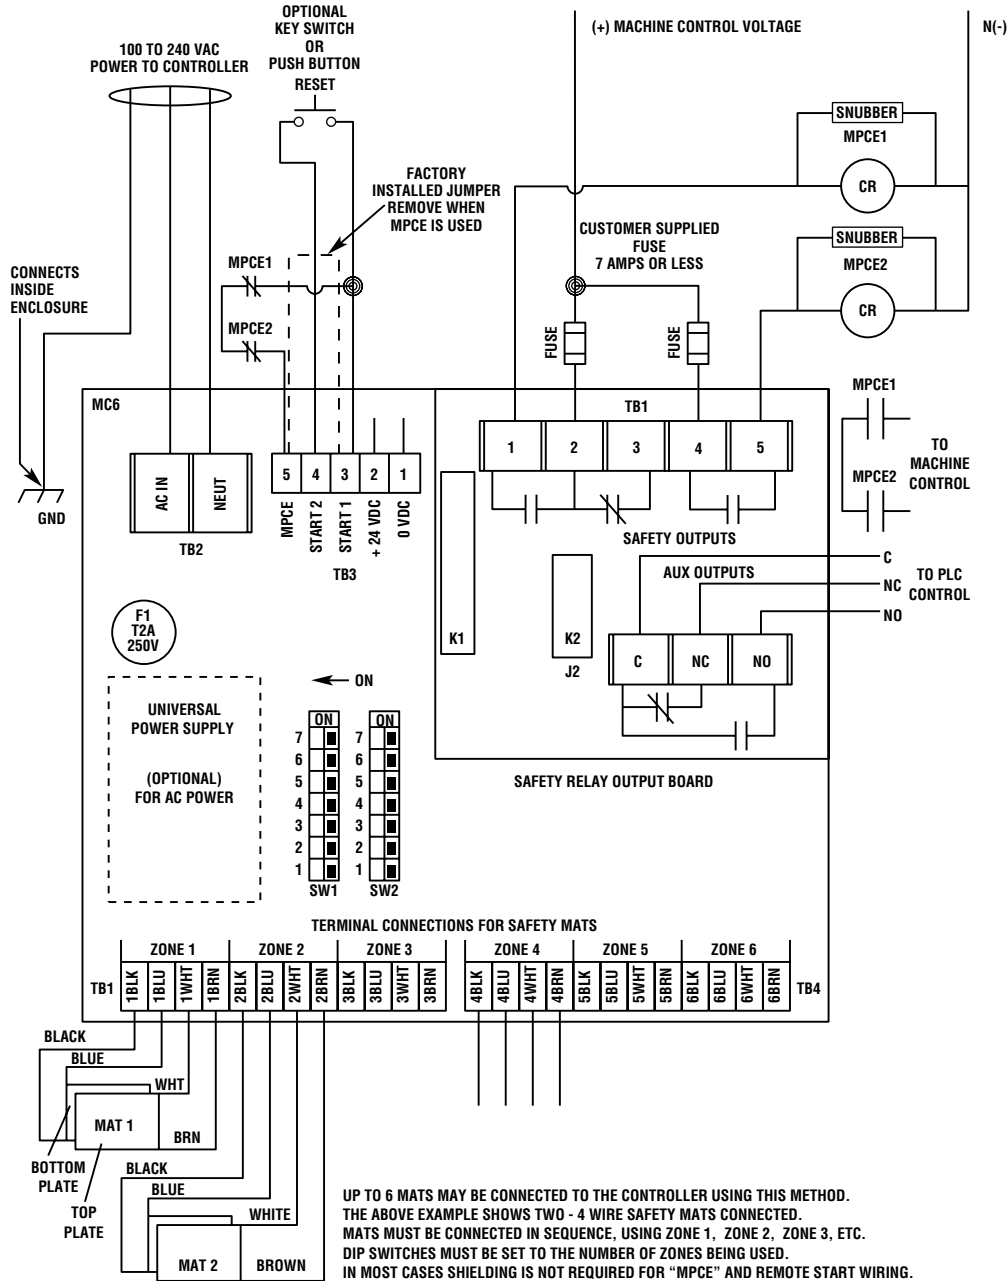 OPTIONAL
KEY SWITCH
OR
PUSH BUTTON
RESET
(+) MACHINE CONTROL VOLTAGE
N(-)
100 TO 240 VAC
POWER TO CONTROLLER
SNUBBER
MPCE1
CR
FACTORY
INSTALLED JUMPER
REMOVE WHEN
MPCE IS USED
CUSTOMER SUPPLIED
FUSE
7 AMPS OR LESS
SNUBBER
MPCE2
CR
CONNECTS
INSIDE
ENCLOSURE
MPCE1
MPCE2
FUSE
FUSE
MC6
TB1
MPCE1
MPCE2
TO
MACHINE
CONTROL
1
2
3
4
5
SAFETY OUTPUTS
AC IN
NEUT
TB2
5
4
3
2
1
MPCE
START 2
START 1
+ 24 VDC
0 VDC
TB3
GND
AUX OUTPUTS
C
NC
NO
TO PLC
CONTROL
K1
K2
J2
C
NC
NO
F1
T2A
250V
ON
UNIVERSAL
POWER SUPPLY
(OPTIONAL)
FOR AC POWER
ON
7
6
5
4
3
2
1
SW1
ON
7
6
5
4
3
2
1
SW2
SAFETY RELAY OUTPUT BOARD
TERMINAL CONNECTIONS FOR SAFETY MATS
ZONE 1
ZONE 2
ZONE 3
ZONE 4
ZONE 5
ZONE 6
TB1
1BLK
1BLU
1WHT
1BRN
2BLK
2BLU
2WHT
2BRN
3BLK
3BLU
3WHT
3BRN
4BLK
4BLU
4WHT
4BRN
5BLK
5BLU
5WHT
5BRN
6BLK
6BLU
6WHT
6BRN
TB4
BLACK
BLUE
WHT
MAT 1
BRN
BOTTOM
PLATE
TOP
PLATE
BLACK
BLUE
WHITE
MAT 2
BROWN
UP TO 6 MATS MAY BE CONNECTED TO THE CONTROLLER USING THIS METHOD.
THE ABOVE EXAMPLE SHOWS TWO - 4 WIRE SAFETY MATS CONNECTED.
MATS MUST BE CONNECTED IN SEQUENCE, USING ZONE 1, ZONE 2, ZONE 3, ETC.
DIP SWITCHES MUST BE SET TO THE NUMBER OF ZONES BEING USED.
IN MOST CASES SHIELDING IS NOT REQUIRED FOR “MPCE” AND REMOTE START WIRING.